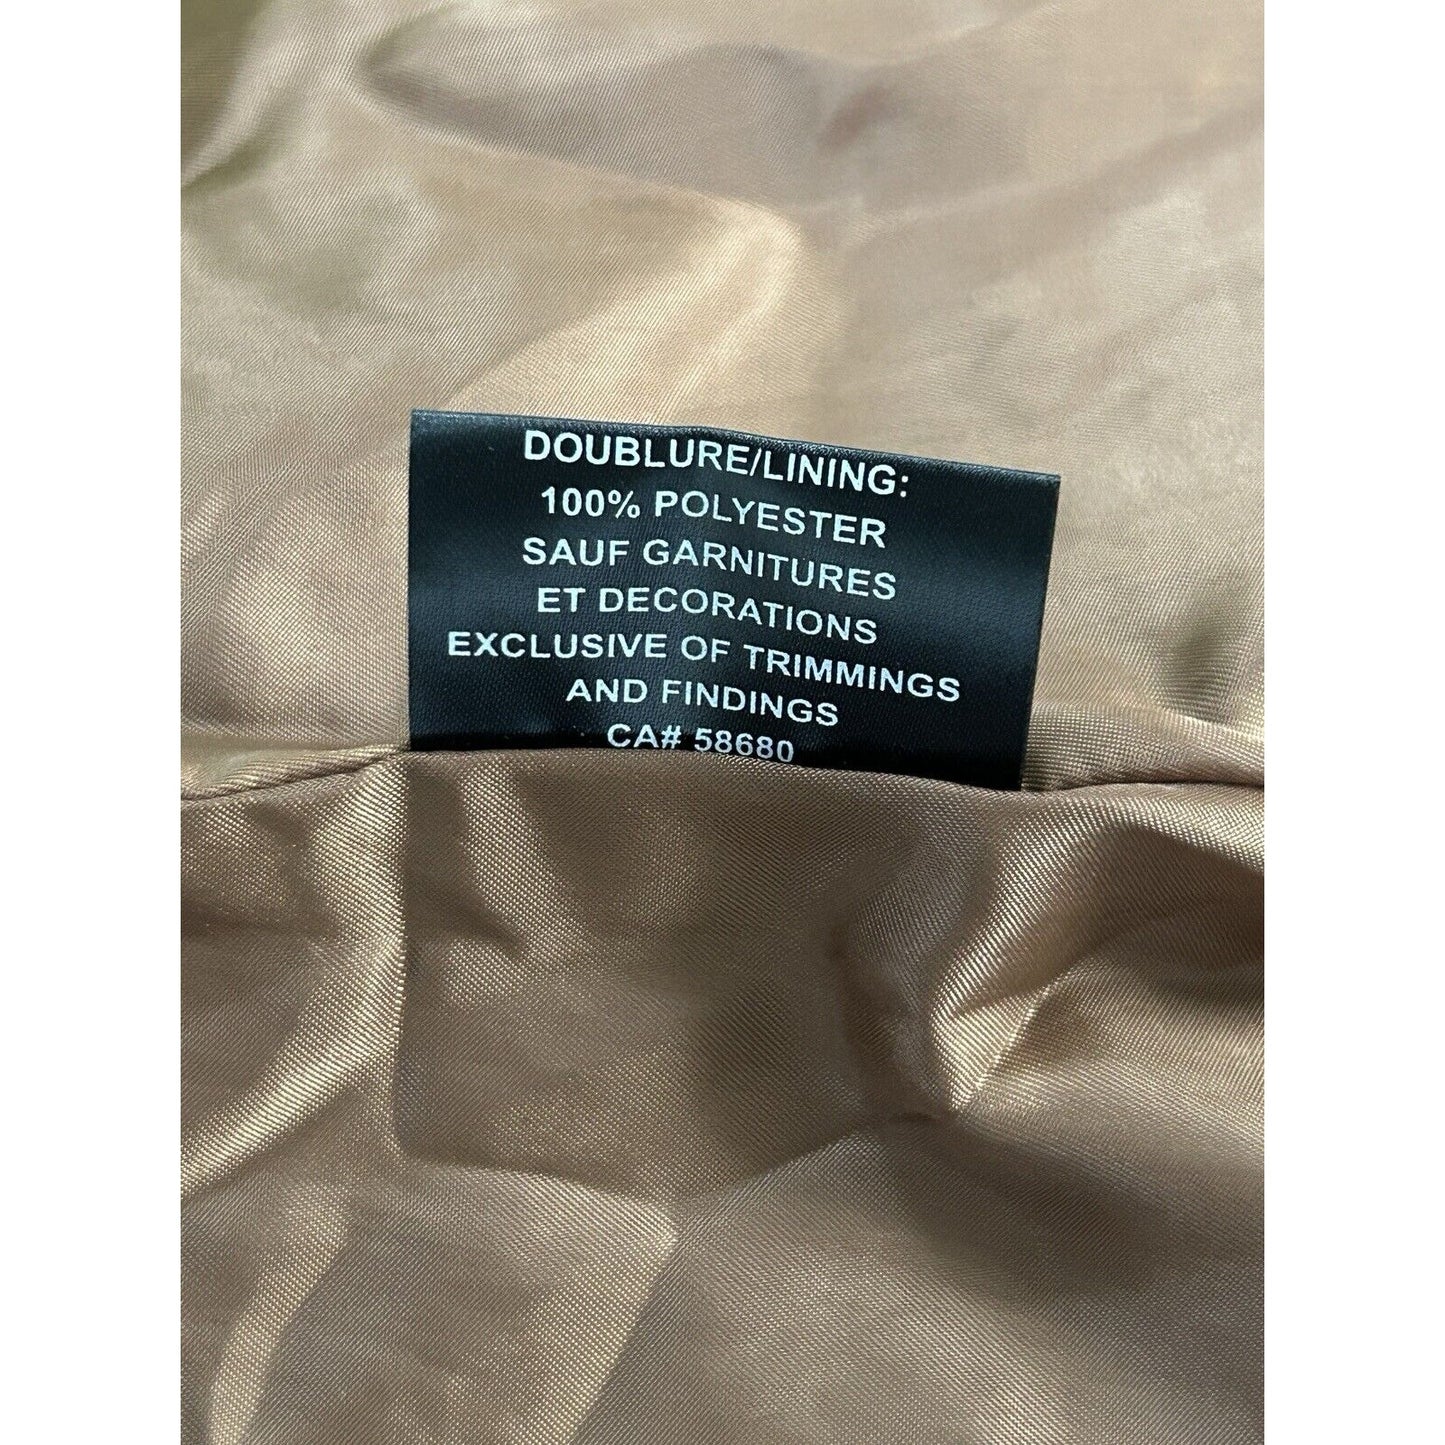 DOUBLURE/LINING:
100% POLYESTER
SAUF GARNITURES
ET DECORATIONS
EXCLUSIVE OF TRIMMINGS
AND FINDINGS
CA# 58680